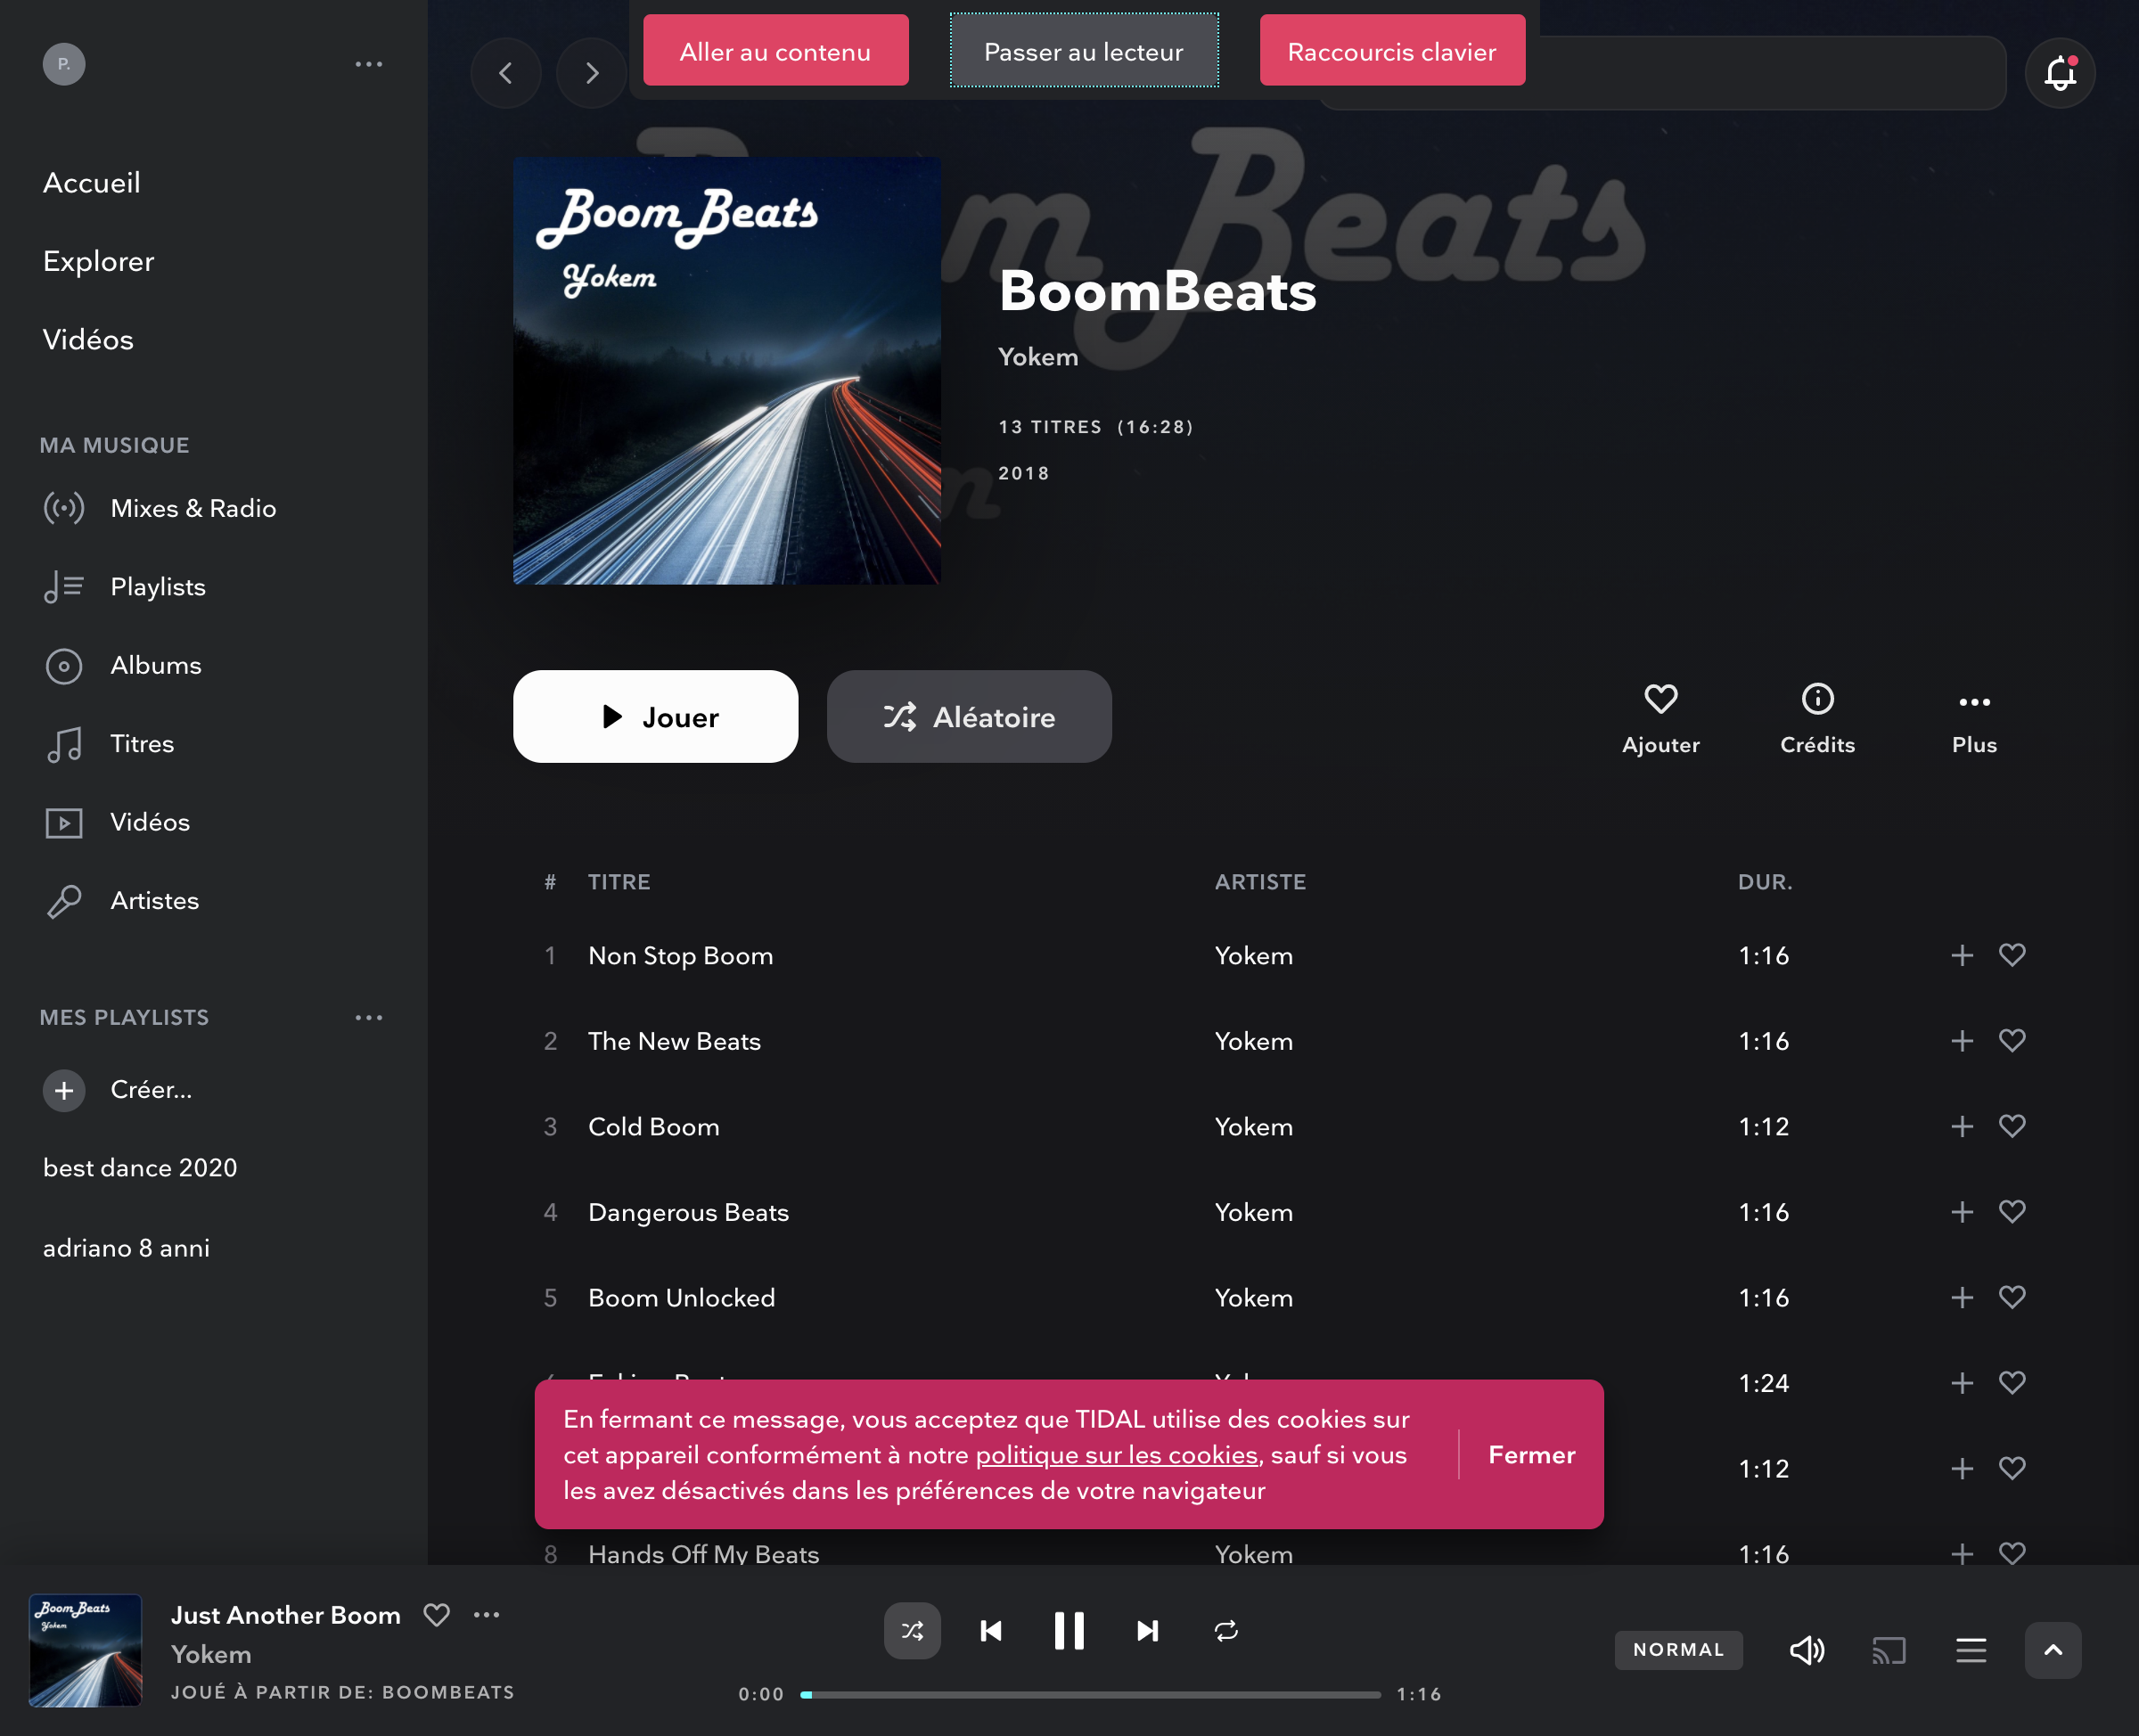 P.
Aller au contenu
Passer au lecteur
Raccourcis clavier
Accueil
Explorer
Vidéos
MA MUSIQUE
Mixes & Radio
Playlists
Albums
Titres
Vidéos
Artistes
MES PLAYLISTS
Créer...
best dance 2020
adriano 8 anni
Boom Beats
Yokem
BoomBeats
Yokem
13 TITRES (16:28)
2018
Jouer
Aléatoire
Ajouter
Crédits
Plus
# TITRE ARTISTE DUR.
1 Non Stop Boom Yokem 1:16
2 The New Beats Yokem 1:16
3 Cold Boom Yokem 1:12
4 Dangerous Beats Yokem 1:16
5 Boom Unlocked Yokem 1:16
1:24
1:12
En fermant ce message, vous acceptez que TIDAL utilise des cookies sur
cet appareil conformément à notre politique sur les cookies, sauf si vous
les avez désactivés dans les préférences de votre navigateur
Fermer
8 Hands Off My Beats Yokem 1:16
Boom Beats
Yokem
Just Another Boom
Yokem
JOUÉ À PARTIR DE: BOOMBEATS
0:00
1:16
NORMAL